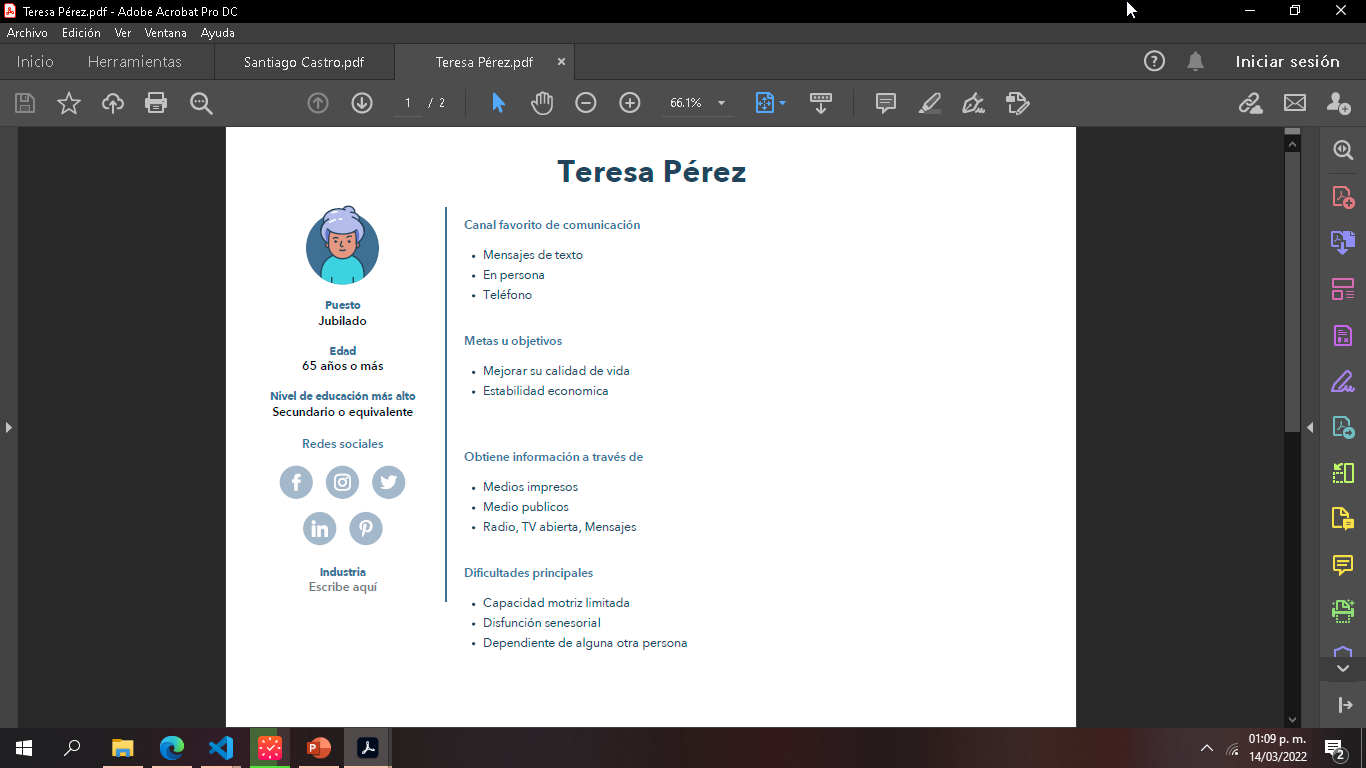 Teresa Pérez.pdf - Adobe Acrobat Pro DC
Archivo Edición Ver Ventana Ayuda
Inicio Herramientas Santiago Castro.pdf Teresa Pérez.pdf × Iniciar sesión
1 / 2 66.1%
Teresa Pérez
Puesto
Jubilado
Edad
65 años o más
Nivel de educación más alto
Secundario o equivalente
Redes sociales
Industria
Escribe aquí
Canal favorito de comunicación
• Mensajes de texto
• En persona
• Teléfono
Metas u objetivos
• Mejorar su calidad de vida
• Estabilidad economica
Obtiene información a través de
• Medios impresos
• Medio publicos
• Radio, TV abierta, Mensajes
Dificultades principales
• Capacidad motriz limitada
• Disfunción senesorial
• Dependiente de alguna otra persona
01:09 p. m.
14/03/2022
2